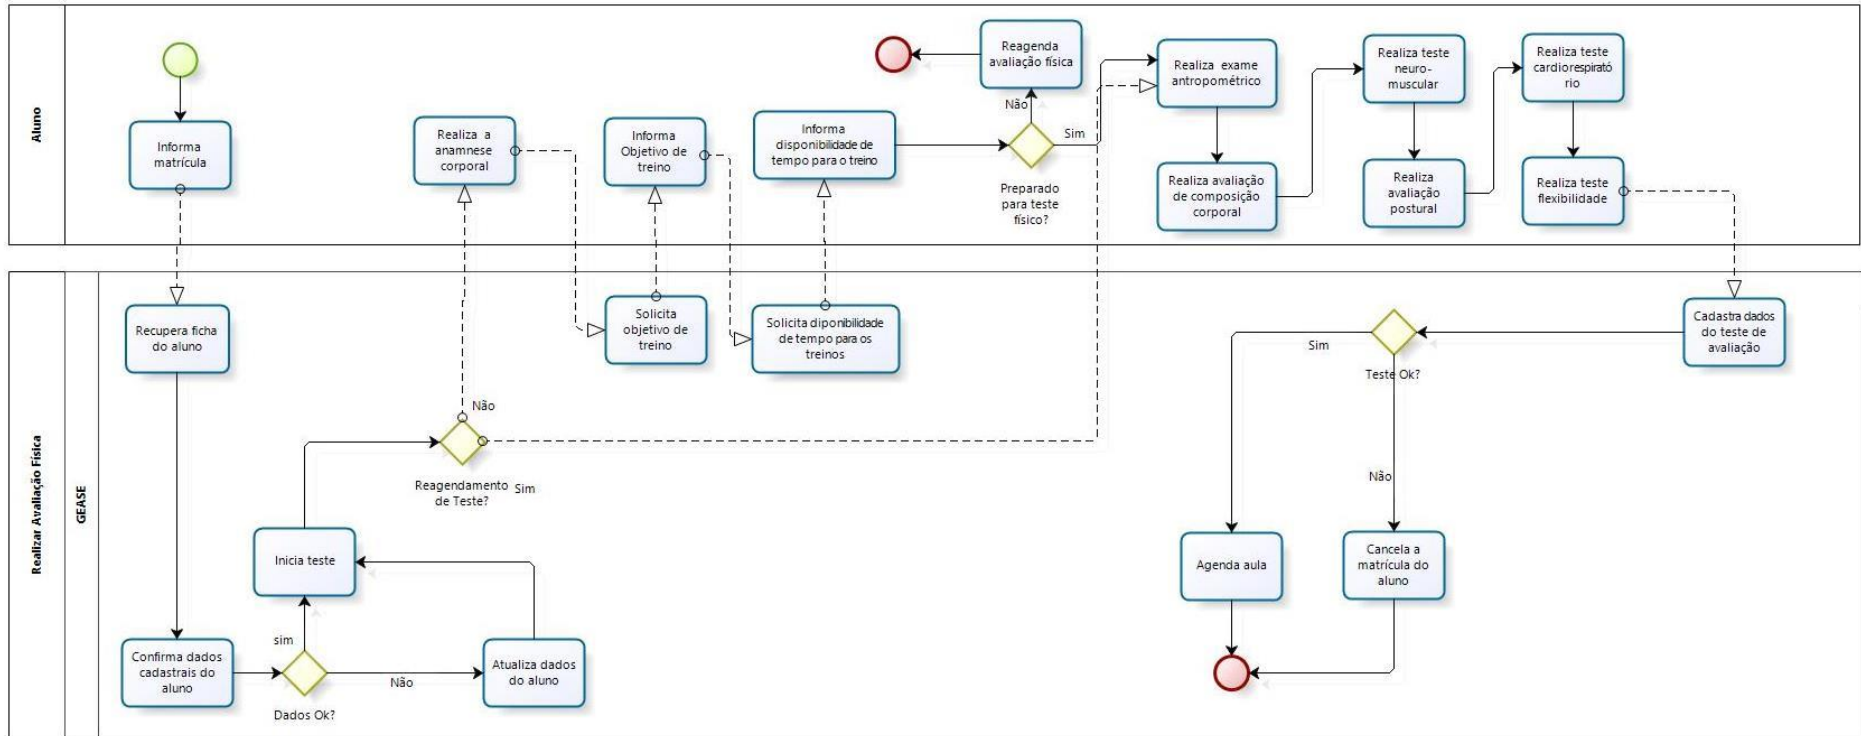 Aluno
Informa
matrícula
Realiza a
anamnese
corporal
Informa
Objetivo de
treino
Informa
disponibilidade de
tempo para o treino
Reagenda
avaliação física
Não
Sim
Preparado
para teste
físico?
Realiza exame
antropométrico
Realiza avaliação
de composição
corporal
Realiza teste
neuro-
muscular
Realiza
avaliação
postural
Realiza teste
cardiorespirató
rio
Realiza teste
flexibilidade
Realizar Avaliação Física
GEASE
Recupera ficha
do aluno
Confirma dados
cadastrais do
aluno
Dados Ok?
sim
Não
Atualiza dados
do aluno
Inicia teste
Reagendamento
de Teste?
Não
Sim
Solicita
objetivo de
treino
Solicita diponibilidade
de tempo para os
treinos
Cadastra dados
do teste de
avaliação
Teste Ok?
Sim
Não
Agenda aula
Cancela a
matrícula do
aluno